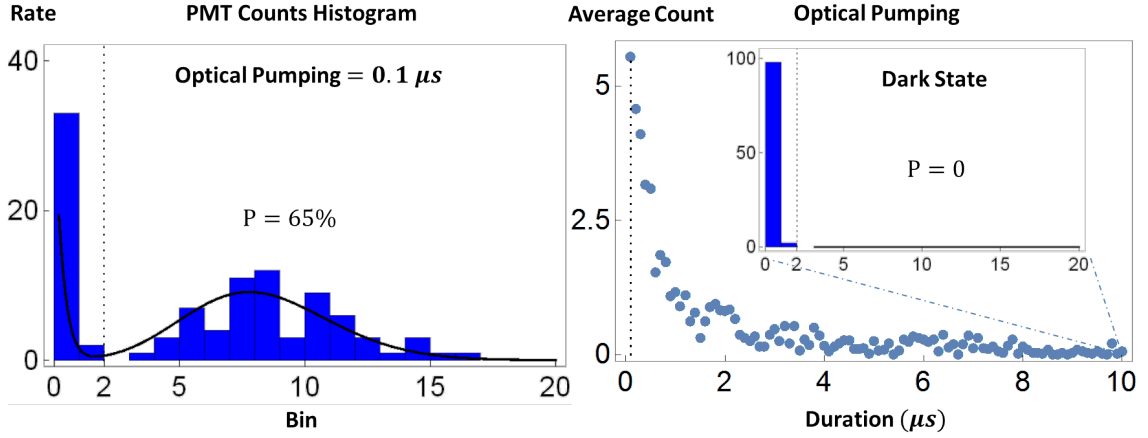 Rate
PMT Counts Histogram
40
20
0
Optical Pumping = 0.1 μs
P = 65%
0 2 5 10 15 20
Bin
Average Count
Optical Pumping
5
2.5
0
100
50
0
Dark State
P = 0
0 2 5 10 15 20
0 2 4 6 8 10
Duration (μs)